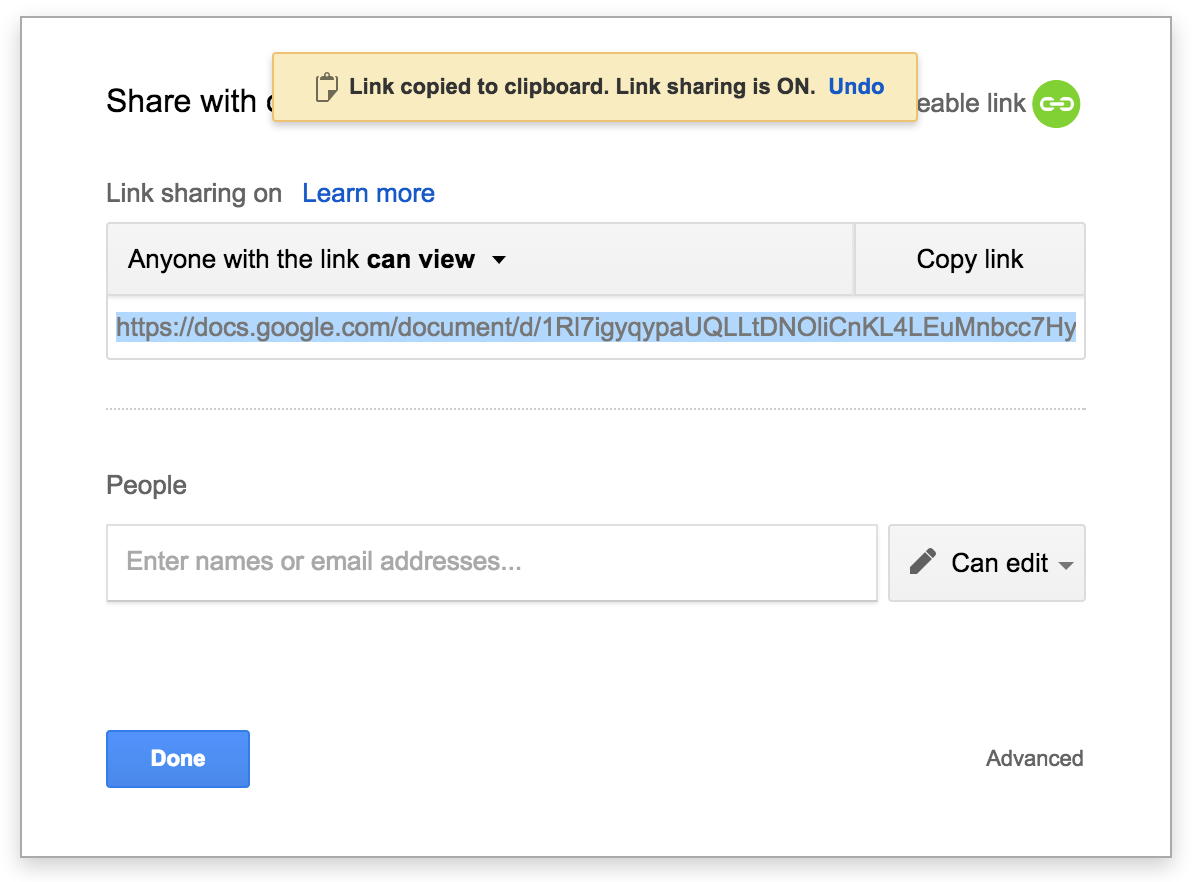 Link copied to clipboard. Link sharing is ON. Undo
Share with
eable link
Link sharing on Learn more
Anyone with the link can view
Copy link
https://docs.google.com/document/d/1Rl7igyqypaUQLLtDNOliCnKL4LEuMnbcc7Hy
People
Enter names or email addresses...
Can edit
Done
Advanced